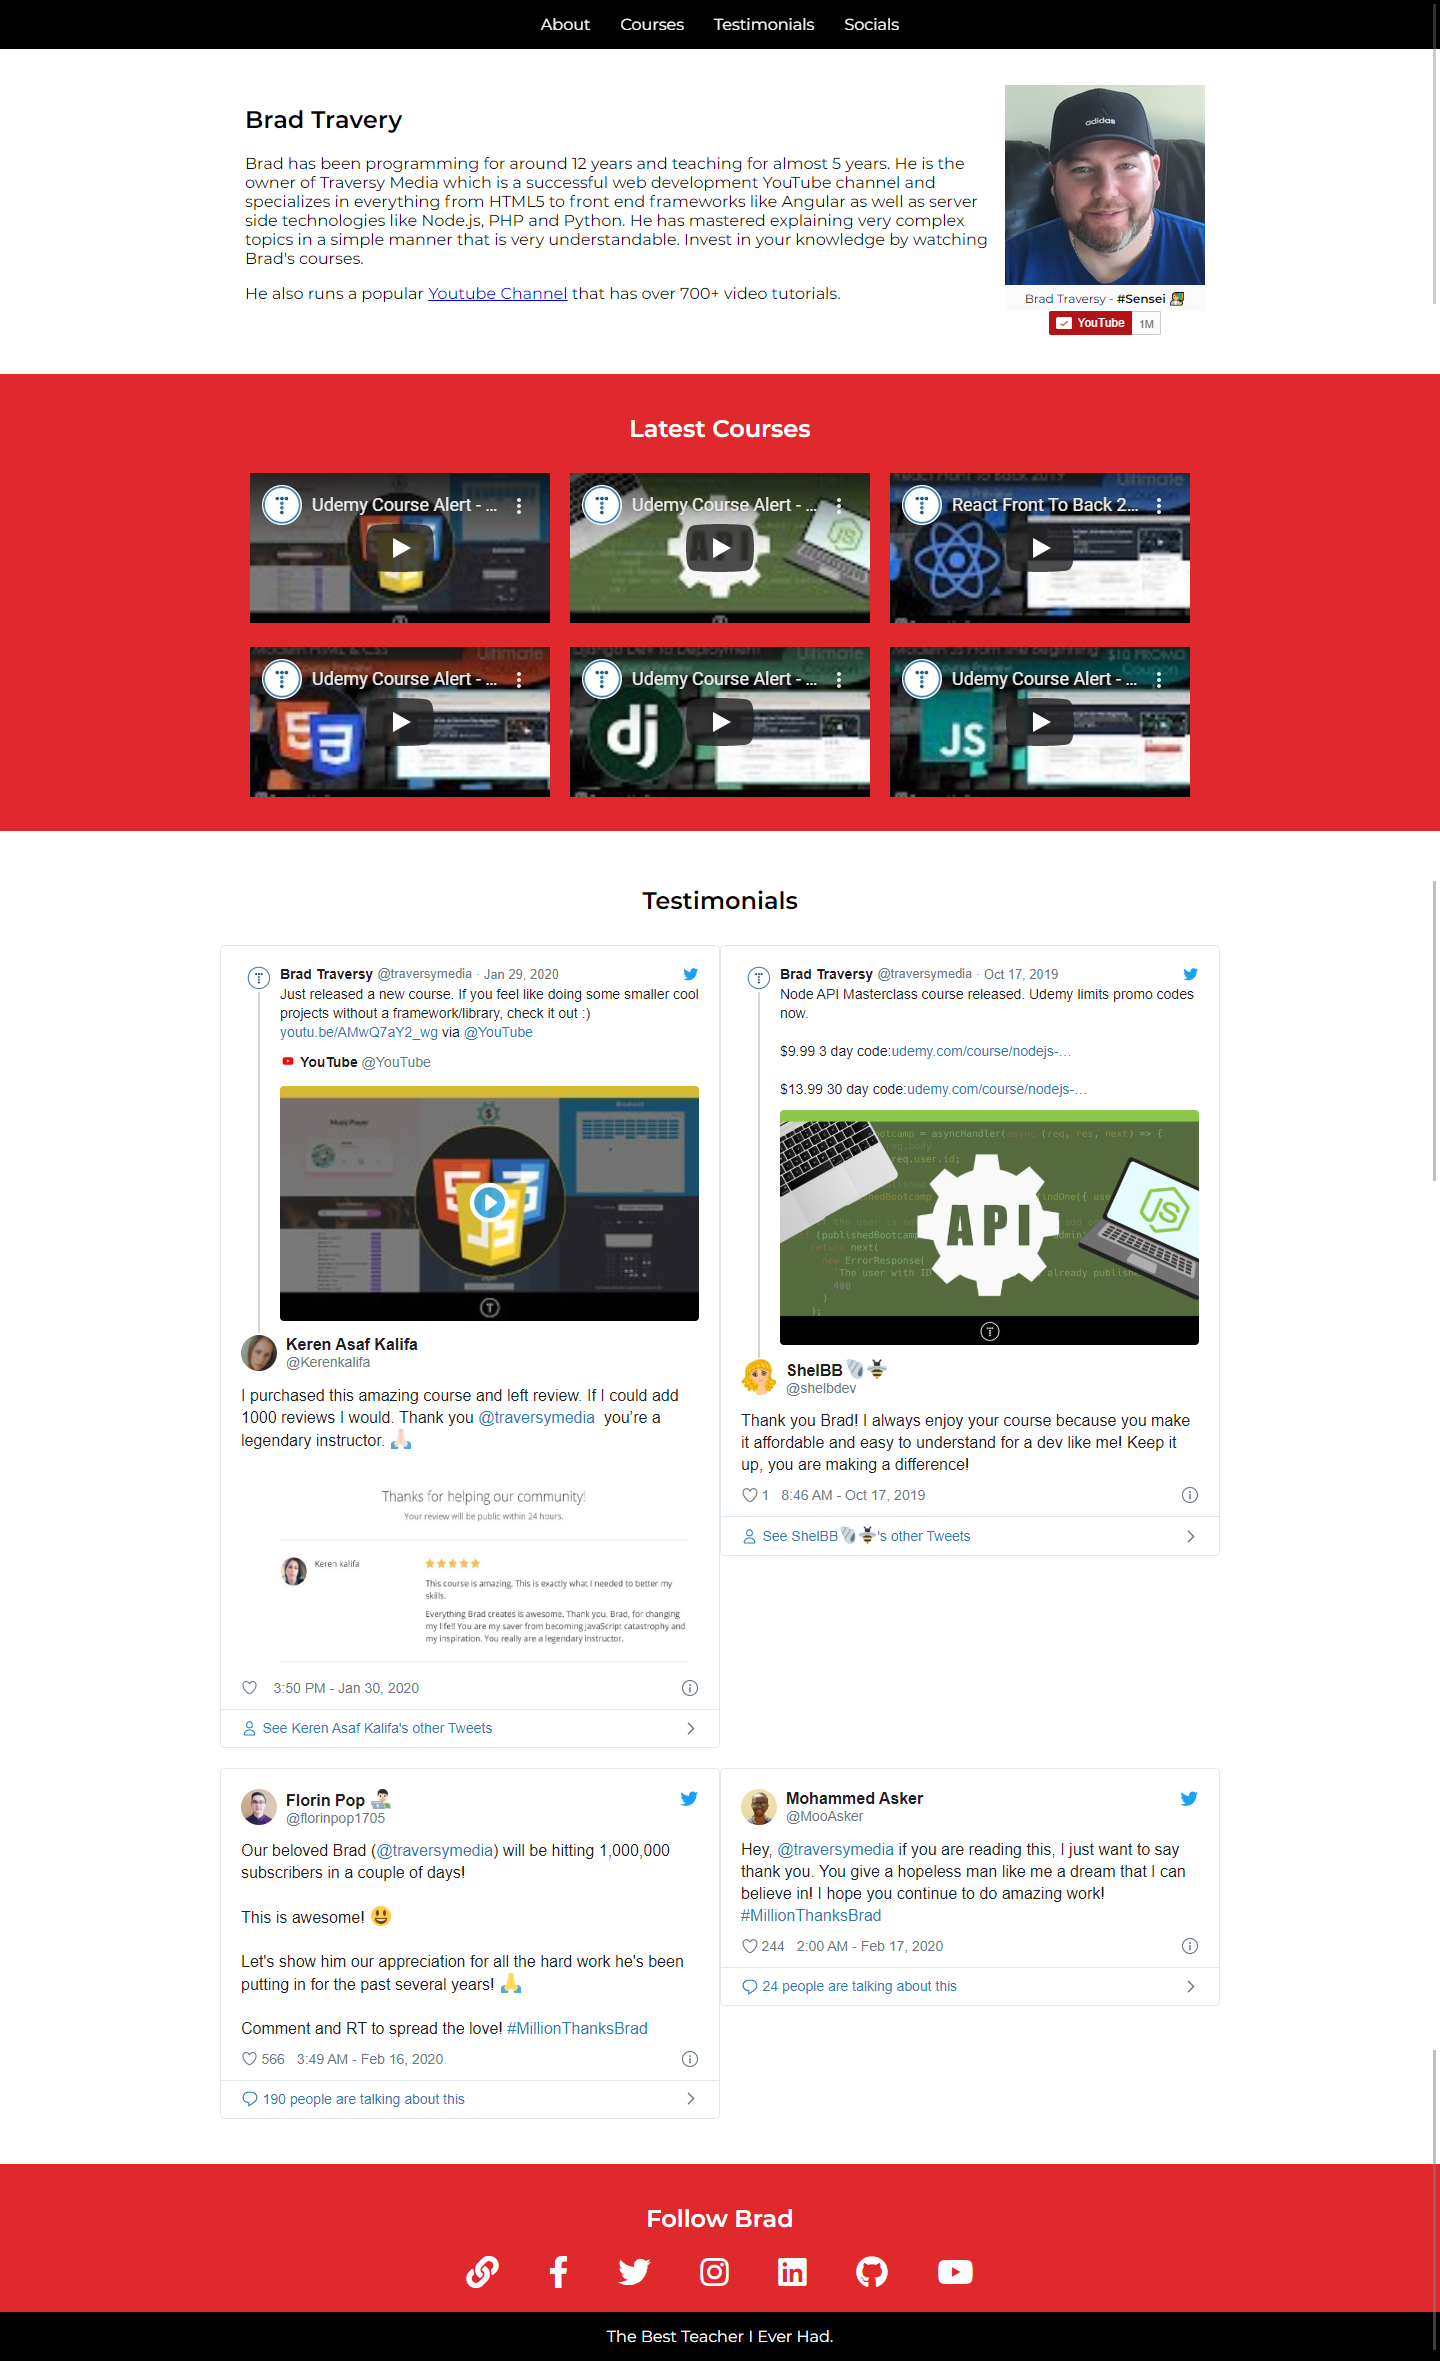 About Courses Testimonials Socials
Brad Travery
Brad has been programming for around 12 years and teaching for almost 5 years. He is the
owner of Traversy Media which is a successful web development YouTube channel and
specializes in everything from HTML5 to front end frameworks like Angular as well as server
side technologies like Node.js, PHP and Python. He has mastered explaining very complex
topics in a simple manner that is very understandable. Invest in your knowledge by watching
Brad's courses.
He also runs a popular Youtube Channel that has over 700+ video tutorials.
adidas
Brad Traversy - #Sensei 👨‍🏫
YouTube 1M
Latest Courses
Udemy Course Alert - ...
Udemy Course Alert - ...
React Front To Back 2...
Udemy Course Alert - ...
Udemy Course Alert - ...
Udemy Course Alert - ...
Testimonials
Brad Traversy @traversymedia · Jan 29, 2020
Just released a new course. If you feel like doing some smaller cool
projects without a framework/library, check it out :)
youtu.be/AMwQ7aY2_wg via @YouTube
YouTube @YouTube
Keren Asaf Kalifa
@Kerenkalifa
I purchased this amazing course and left review. If I could add
1000 reviews I would. Thank you @traversymedia you’re a
legendary instructor. 🙏🏻
Thanks for helping our community!
Your review will be public within 24 hours.
Keren kalifa
This course is amazing. This is exactly what I needed to better my
skills.
Everything Brad creates is awesome. Thank you, Brad, for changing
my life!! You are my saver from becoming JavaScript catastrophy and
my inspiration. You really are a legendary instructor.
3:50 PM - Jan 30, 2020
See Keren Asaf Kalifa's other Tweets
Brad Traversy @traversymedia · Oct 17, 2019
Node API Masterclass course released. Udemy limits promo codes
now.
$9.99 3 day code:udemy.com/course/nodejs-…
$13.99 30 day code:udemy.com/course/nodejs-…
API
JS
ShelBB
@shelbdev
Thank you Brad! I always enjoy your course because you make
it affordable and easy to understand for a dev like me! Keep it
up, you are making a difference!
1 8:46 AM - Oct 17, 2019
See ShelBB's other Tweets
Florin Pop 👨🏻‍💻
@florinpop1705
Our beloved Brad (@traversymedia) will be hitting 1,000,000
subscribers in a couple of days!
This is awesome! 😃
Let's show him our appreciation for all the hard work he's been
putting in for the past several years! 🙏
Comment and RT to spread the love! #MillionThanksBrad
566 3:49 AM - Feb 16, 2020
190 people are talking about this
Mohammed Asker
@MooAsker
Hey, @traversymedia if you are reading this, I just want to say
thank you. You give a hopeless man like me a dream that I can
believe in! I hope you continue to do amazing work!
#MillionThanksBrad
244 2:00 AM - Feb 17, 2020
24 people are talking about this
Follow Brad
The Best Teacher I Ever Had.